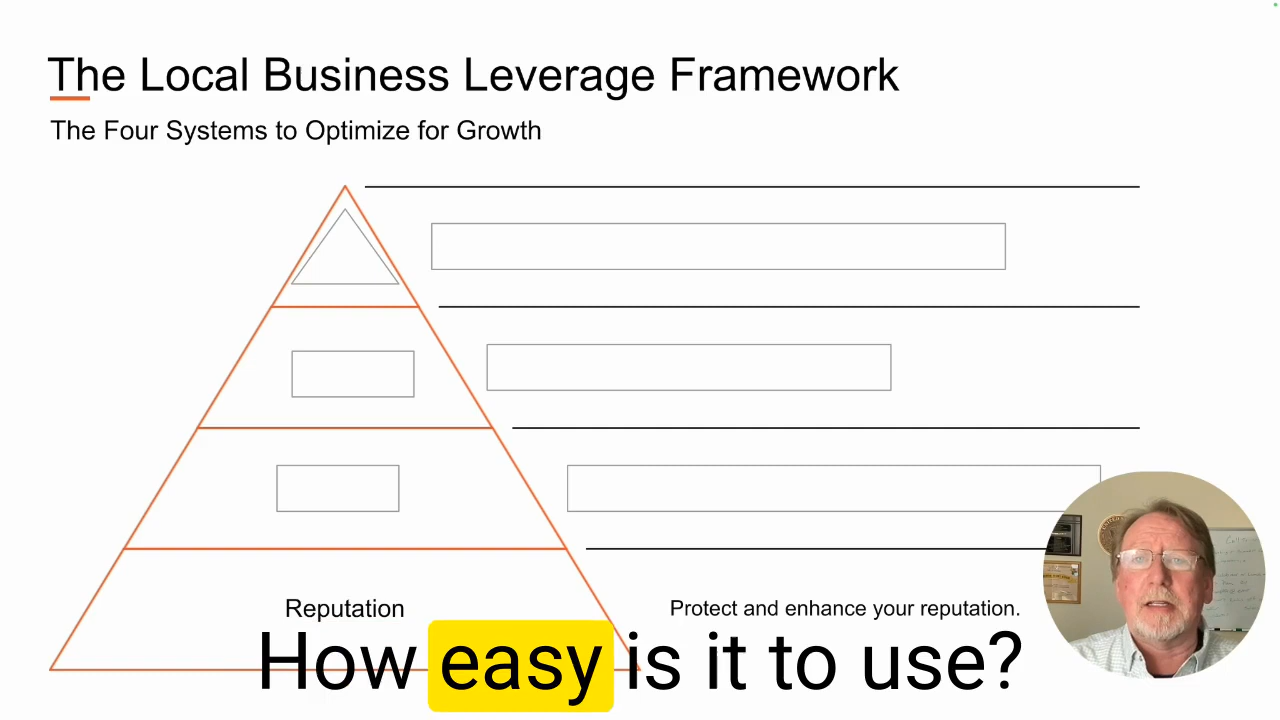 The Local Business Leverage Framework
The Four Systems to Optimize for Growth
Reputation
Protect and enhance your reputation.
How easy is it to use?